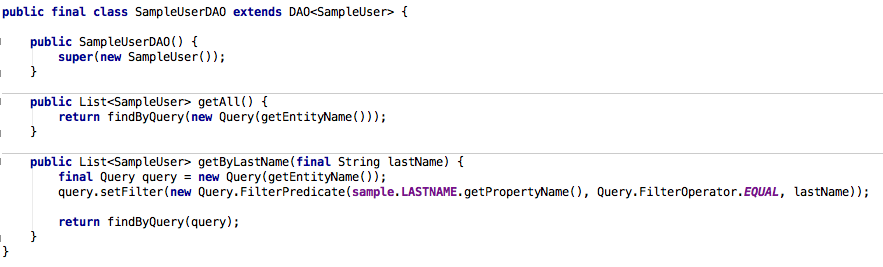 public final class SampleUserDAO extends DAO<SampleUser> {
public SampleUserDAO() {
super(new SampleUser());
}
public List<SampleUser> getAll() {
return findByQuery(new Query(getEntityName()));
}
public List<SampleUser> getByLastName(final String lastName) {
final Query query = new Query(getEntityName());
query.setFilter(new Query.FilterPredicate(sample.LASTNAME.getPropertyName(), Query.FilterOperator.EQUAL, lastName));
return findByQuery(query);
}
}